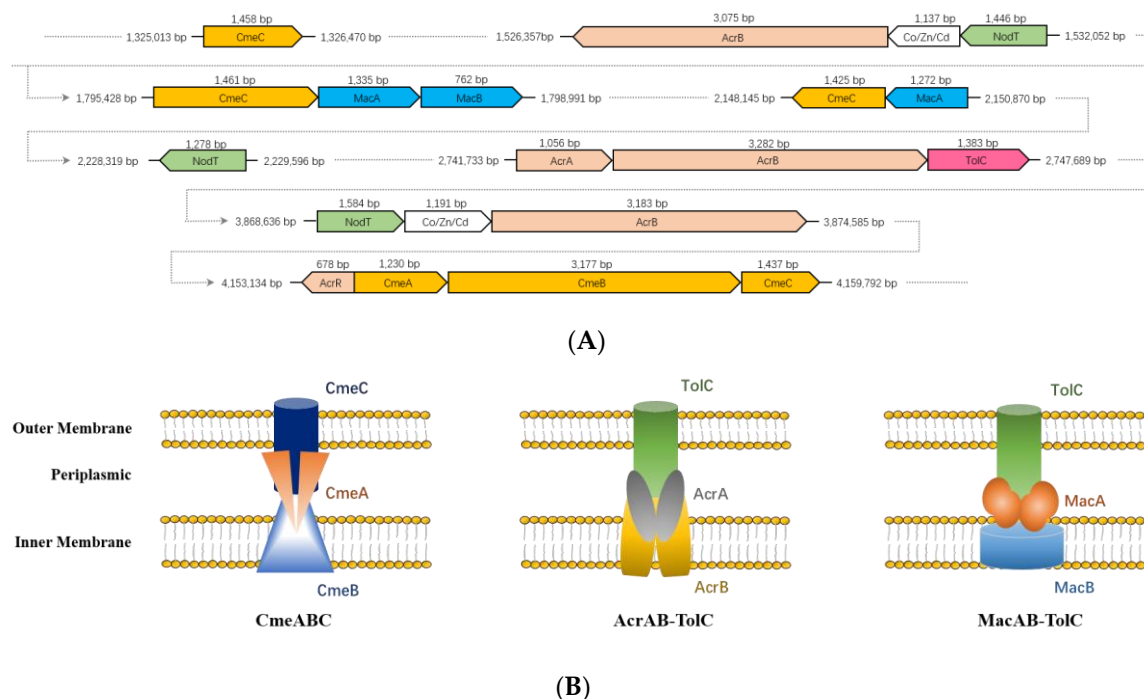 1,458 bp 3,075 bp 1,137 bp 1,446 bp
1,325,013 bp CmeC 1,326,470 bp 1,526,357bp AcrB Co/Zn/Cd NodT 1,532,052 bp
1,461 bp 1,335 bp 762 bp 1,425 bp 1,272 bp
1,795,428 bp CmeC MacA MacB 1,798,991 bp 2,148,145 bp CmeC MacA 2,150,870 bp
1,278 bp 1,056 bp 3,282 bp 1,383 bp
2,228,319 bp NodT 2,229,596 bp 2,741,733 bp AcrA AcrB TolC 2,747,689 bp
1,584 bp 1,191 bp 3,183 bp
3,868,636 bp NodT Co/Zn/Cd AcrB 3,874,585 bp
678 bp 1,230 bp 3,177 bp 1,437 bp
4,153,134 bp AcrR CmeA CmeB CmeC 4,159,792 bp
(A)
CmeC TolC TolC
Outer Membrane
Periplasmic
CmeA AcrA MacA
Inner Membrane
CmeB AcrB MacB
CmeABC AcrAB-TolC MacAB-TolC
(B)